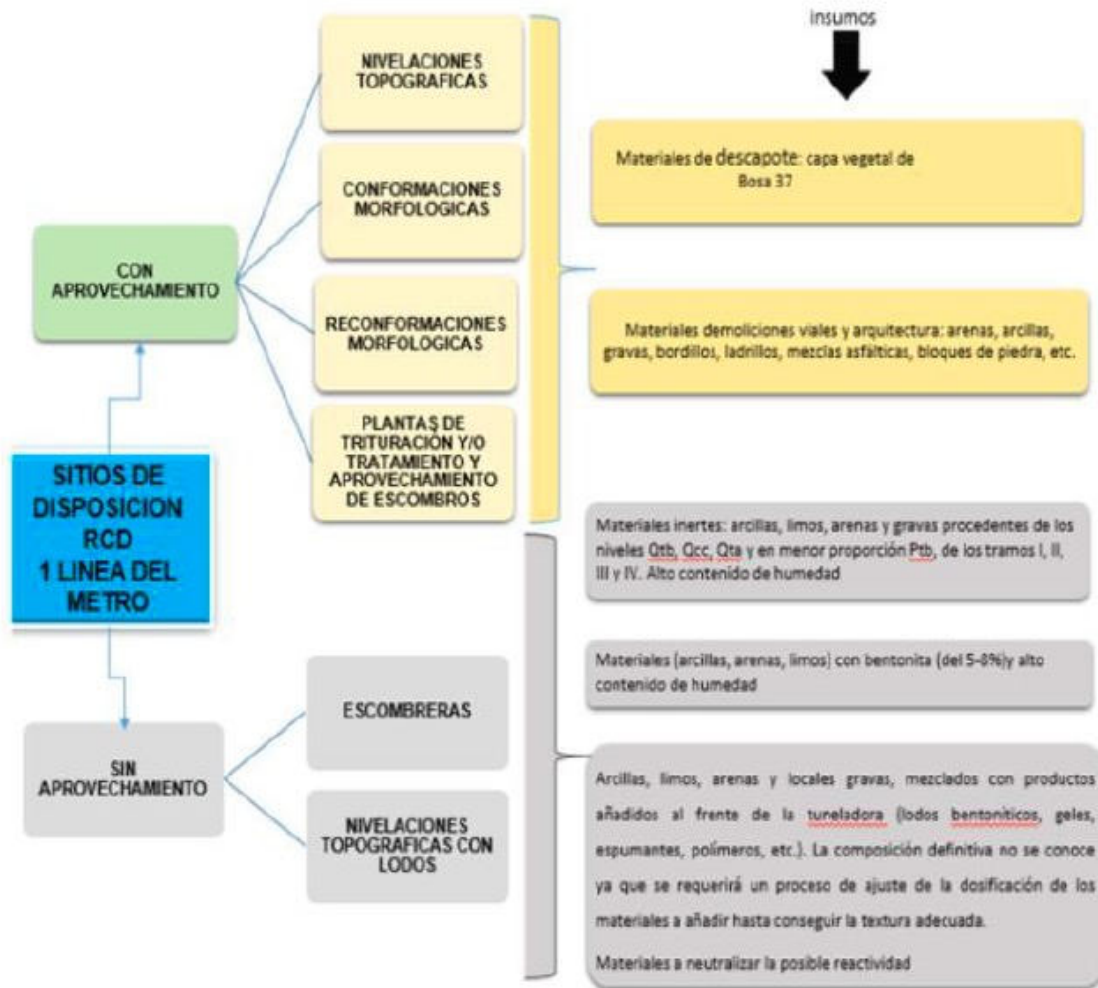 insumos
NIVELACIONES
TOPOGRAFICAS
CONFORMACIONES
MORFOLOGICAS
RECONFORMACIONES
MORFOLOGICAS
PLANTAS DE
TRITURACIÓN Y/O
TRATAMIENTO Y
APROVECHAMIENTO
DE ESCOMBROS
CON
APROVECHAMIENTO
Materiales de descapote: capa vegetal de
Bosa 37
Materiales demoliciones viales y arquitectura: arenas, arcillas,
gravas, bordillos, ladrillos, mezclas asfálticas, bloques de piedra, etc.
SITIOS DE
DISPOSICION
RCD
1 LINEA DEL
METRO
SIN
APROVECHAMIENTO
ESCOMBRERAS
NIVELACIONES
TOPOGRAFICAS CON
LODOS
Materiales inertes: arcillas, limos, arenas y gravas procedentes de los
niveles Qtb, Qcc, Qta y en menor proporción Ptb, de los tramos I, II,
III y IV. Alto contenido de humedad
Materiales (arcillas, arenas, limos) con bentonita (del 5-8%)y alto
contenido de humedad
Arcillas, limos, arenas y locales gravas, mezclados con productos
añadidos al frente de la tuneladora (lodos bentoníticos, geles,
espumantes, polímeros, etc.). La composición definitiva no se conoce
ya que se requerirá un proceso de ajuste de la dosificación de los
materiales a añadir hasta conseguir la textura adecuada.
Materiales a neutralizar la posible reactividad